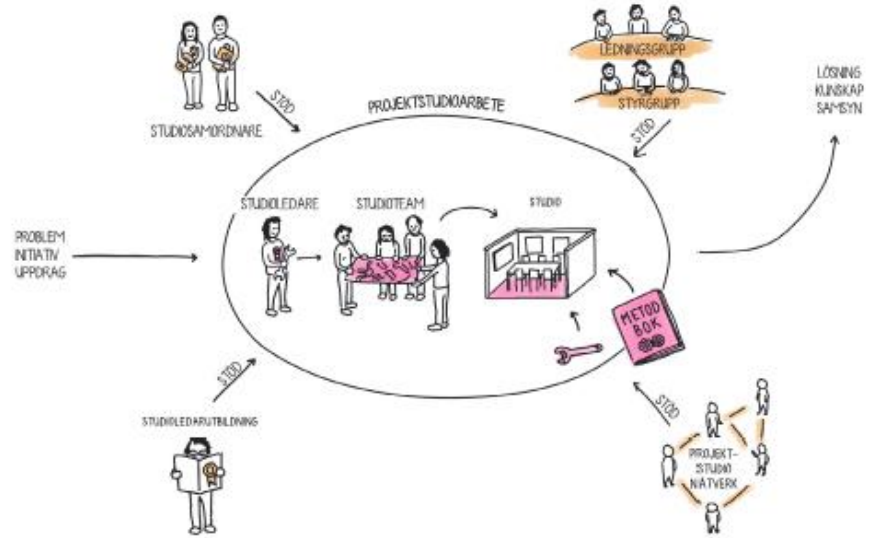 STUDIOSAMORDNARE
STÖD
PROJEKTSTUDIOARBETE
LEDNINGSGRUPP
STYRGRUPP
STÖD
LÖSNING
KUNSKAP
SAMSYN
PROBLEM
INITIATIV
UPPDRAG
STUDIOLEDARE
STUDIOTEAM
STUDIO
METOD
BOK
STÖD
STUDIOLEDARUTBILDNING
STÖD
PROJEKT-
STUDIO
NÄTVERK